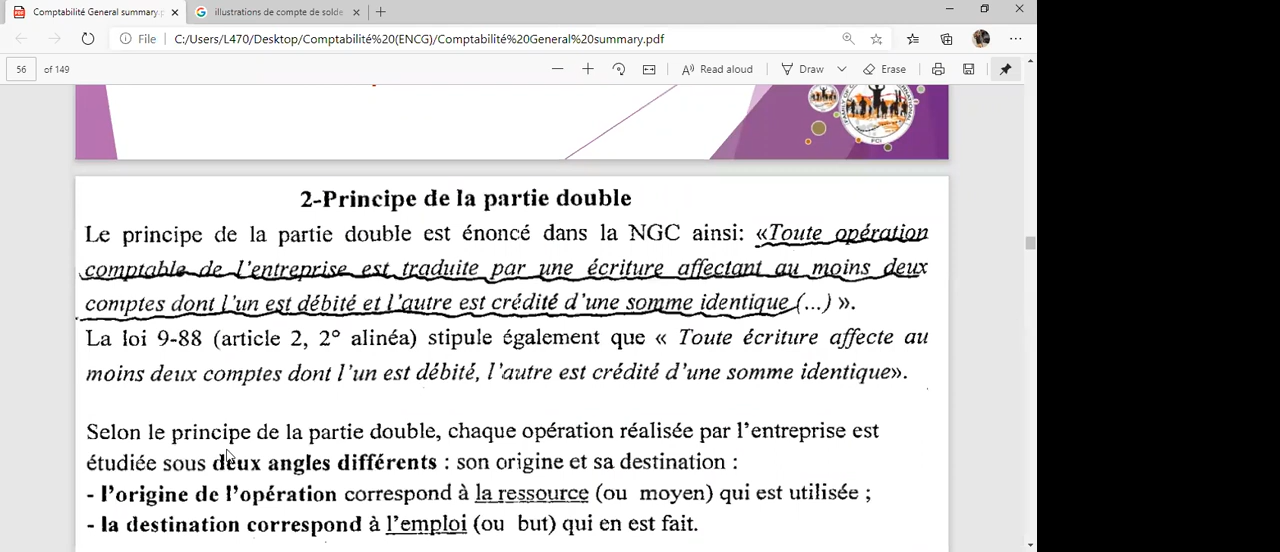 Comptabilité General summary.p
illustrations de compte de solde
File
C:/Users/L470/Desktop/Comptabilité%20(ENCG)/Comptabilité%20General%20summary.pdf
56 of 149
Read aloud
Draw
Erase
FCI
2-Principe de la partie double
Le principe de la partie double est énoncé dans la NGC ainsi: «Toute opération
comptable de l'entreprise est traduite par une écriture affectant au moins deux
comptes dont l'un est débité et l'autre est crédité d'une somme identique (...) ».
La loi 9-88 (article 2, 2° alinéa) stipule également que « Toute écriture affecte au
moins deux comptes dont l'un est débité, l'autre est crédité d'une somme identique».
Selon le principe de la partie double, chaque opération réalisée par l'entreprise est
étudiée sous deux angles différents : son origine et sa destination :
- l'origine de l'opération correspond à la ressource (ou moyen) qui est utilisée ;
- la destination correspond à l'emploi (ou but) qui en est fait.